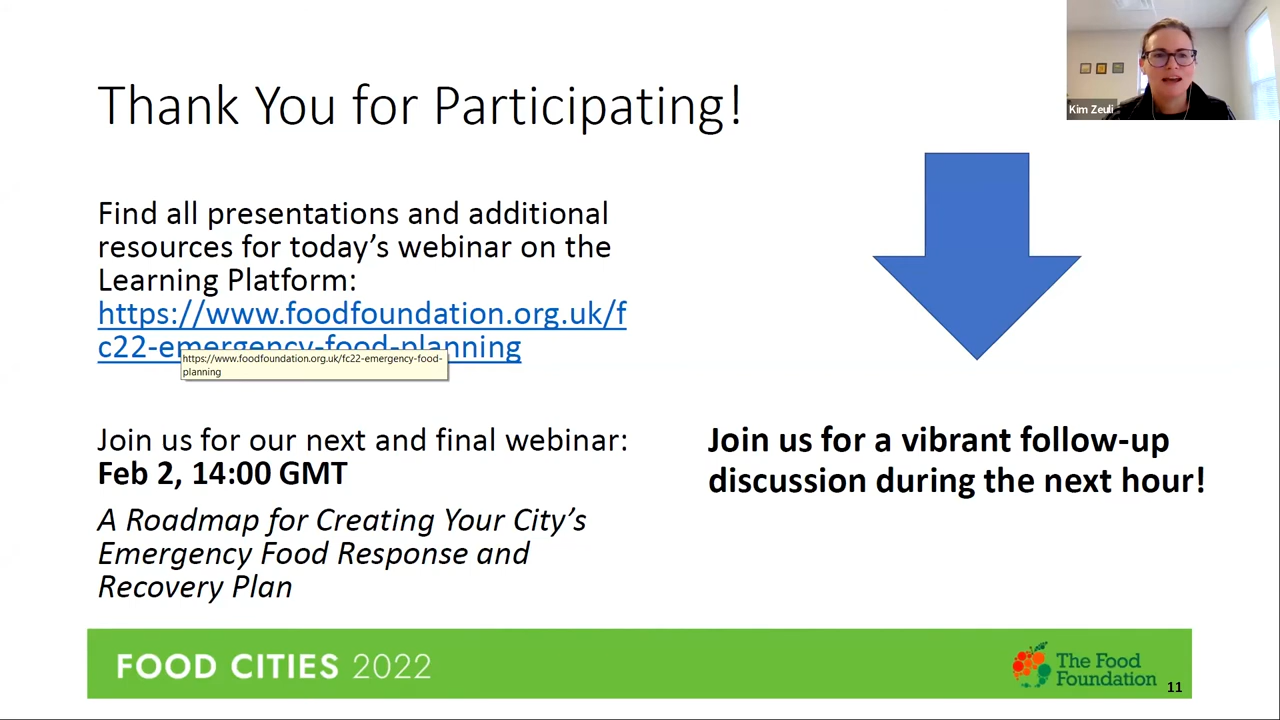 Thank You for Participating!
Kim Zeuli
Find all presentations and additional
resources for today’s webinar on the
Learning Platform:
https://www.foodfoundation.org.uk/f
c22-emergency-food-planning
https://www.foodfoundation.org.uk/fc22-emergency-food-
planning
Join us for our next and final webinar:
Feb 2, 14:00 GMT
A Roadmap for Creating Your City’s
Emergency Food Response and
Recovery Plan
Join us for a vibrant follow-up
discussion during the next hour!
FOOD CITIES 2022
The Food
Foundation
11